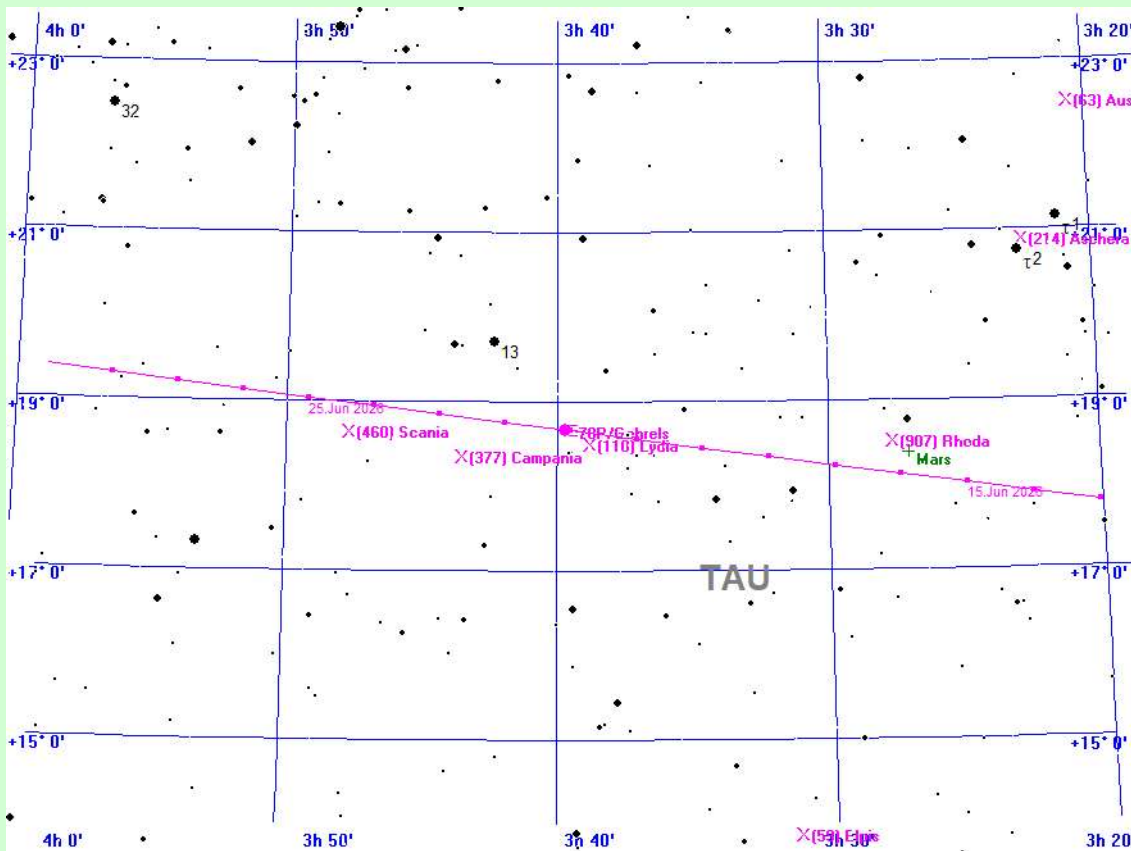 4h 0' 3h 50' 3h 40' 3h 30' 3h 20'
+23° 0' +23° 0'
(63) Aus
32
τ1
+21° 0' (214) Aschera +21° 0'
τ2
13
+19° 0' +19° 0'
25.Jun 2026
(460) Scania 78P/Gehrels (907) Rhoda
(377) Campania (110) Lydia Mars
15.Jun 2026
+17° 0' TAU +17° 0'
+15° 0' +15° 0'
4h 0' 3h 50' 3h 40' 3h 30' 3h 20'
(59) Elpis